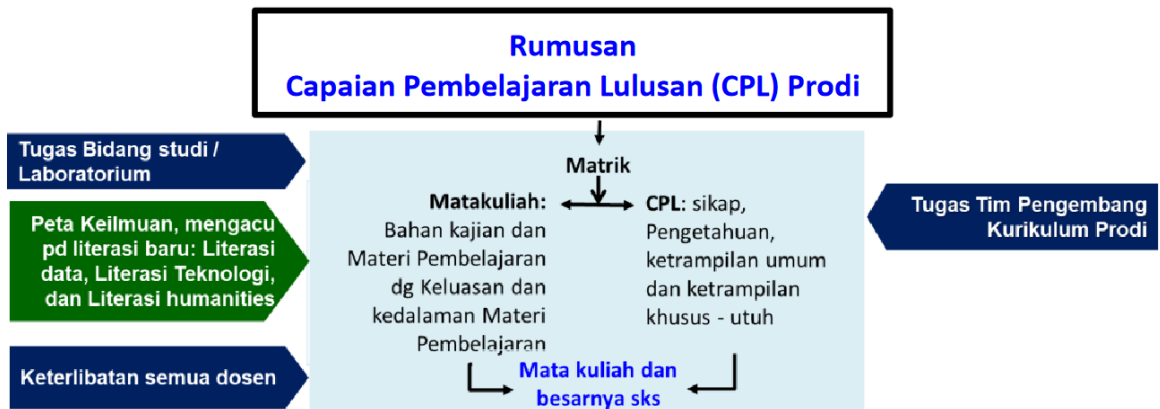 Rumusan
Capaian Pembelajaran Lulusan (CPL) Prodi
Tugas Bidang studi /
Laboratorium
Peta Keilmuan, mengacu
pd literasi baru: Literasi
data, Literasi Teknologi,
dan Literasi humanities
Keterlibatan semua dosen
Matrik
Matakuliah:
Bahan kajian dan
Materi Pembelajaran
dg Keluasan dan
kedalaman Materi
Pembelajaran
CPL: sikap,
Pengetahuan,
ketrampilan umum
dan ketrampilan
khusus - utuh
Mata kuliah dan
besarnya sks
Tugas Tim Pengembang
Kurikulum Prodi